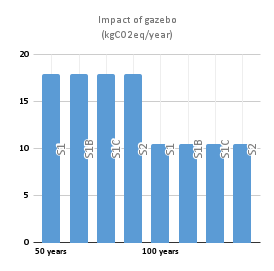 Impact of gazebo
(kgCO2eq/year)
20
15
10
5
0
S1
S1B
S1C
S2
S1
S1B
S1C
S2
50 years
100 years